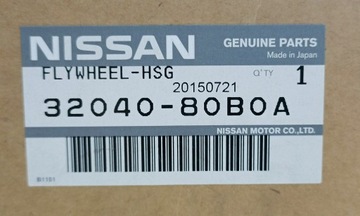 NISSAN
GENUINE PARTS
Made in Japan
FLYWHEEL-HSG
Q'TY 1
20150721
32040-80B0A
NISSAN MOTOR CO.,LTD.